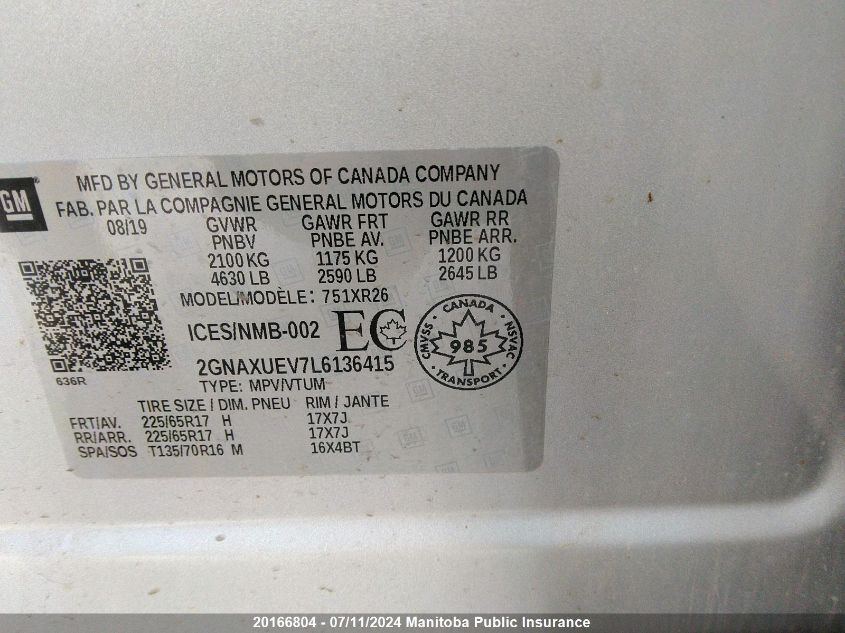 GM
MFD BY GENERAL MOTORS OF CANADA COMPANY
FAB. PAR LA COMPAGNIE GENERAL MOTORS DU CANADA
08/19 GVWR GAWR FRT GAWR RR
PNBV PNBE AV. PNBE ARR.
2100 KG 1175 KG 1200 KG
4630 LB 2590 LB 2645 LB
MODEL/MODÈLE: 751XR26
ICES/NMB-002 EC
CANADA
CMVSS 985 NSVAC
TRANSPORT
2GNAXUEV7L6136415
636R
TYPE: MPV/VTUM
TIRE SIZE / DIM. PNEU RIM / JANTE
FRT/AV. 225/65R17 H 17X7J
RR/ARR. 225/65R17 H 17X7J
SPA/SOS T135/70R16 M 16X4BT
20166804 - 07/11/2024 Manitoba Public Insurance